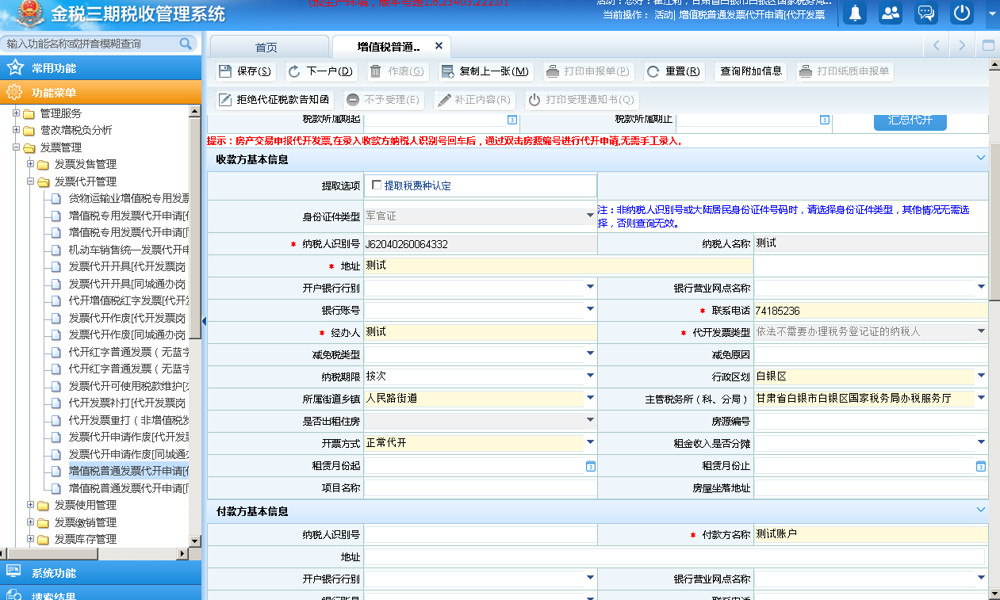 金税三期税收管理系统
当前操作：活动| 增值税普通发票代开申请[代开发票
输入功能名称或拼音模糊查询
常用功能
功能菜单
管理服务
营改增税负分析
发票管理
发票发售管理
发票代开管理
货物运输业增值税专用发票
增值税专用发票代开申请[
增值税专用发票代开申请[
机动车销售统一发票代开申
发票代开开具[代开发票岗
发票代开开具[同城通办岗
代开增值税红字发票[代开
发票代开作废[代开发票岗
发票代开作废[同城通办岗
代开红字普通发票（无蓝字
代开红字普通发票（无蓝字
发票代开可使用税款维护[
代开发票补打[代开发票岗
代开发票重打（非增值税发
发票代开申请作废[代开发
发票代开申请作废[同城通
增值税普通发票代开申请[
增值税普通发票代开申请[
发票使用管理
发票缴销管理
发票库存管理
系统功能
搜索结果
首页
增值税普通..
保存(S)
下一户(D)
作废(G)
复制上一张(M)
打印申报单(P)
重置(R)
查询附加信息
打印纸质申报单
拒绝代征税款告知函
不予受理(E)
补正内容(R)
打印受理通知书(Q)
税款所属期起
税款所属期止
汇总代开
提示：房产交易申报代开发票,在录入收款方纳税人识别号回车后，通过双击房源编号进行代开申请,无需手工录入。
收款方基本信息
提取选项 提取税费种认定
身份证件类型 军官证
注：非纳税人识别号或大陆居民身份证件号码时，请选择身份证件类型，其他情况无需选
择，否则查询无效。
* 纳税人识别号 J62040260064332 纳税人名称 测试
* 地址 测试
开户银行行别 银行营业网点名称
银行账号 * 联系电话 74185236
* 经办人 测试 * 代开发票类型 依法不需要办理税务登记证的纳税人
减免税类型 减免原因
纳税期限 按次 行政区划 白银区
所属街道乡镇 人民路街道 主管税务所（科、分局） 甘肃省白银市白银区国家税务局办税服务厅
是否出租住房 房源编号
开票方式 正常代开 租金收入是否分摊
租赁月份起 租赁月份止
项目名称 房屋坐落地址
付款方基本信息
纳税人识别号 * 付款方名称 测试账户
地址
开户银行行别 银行营业网点名称
银行账号 联系电话